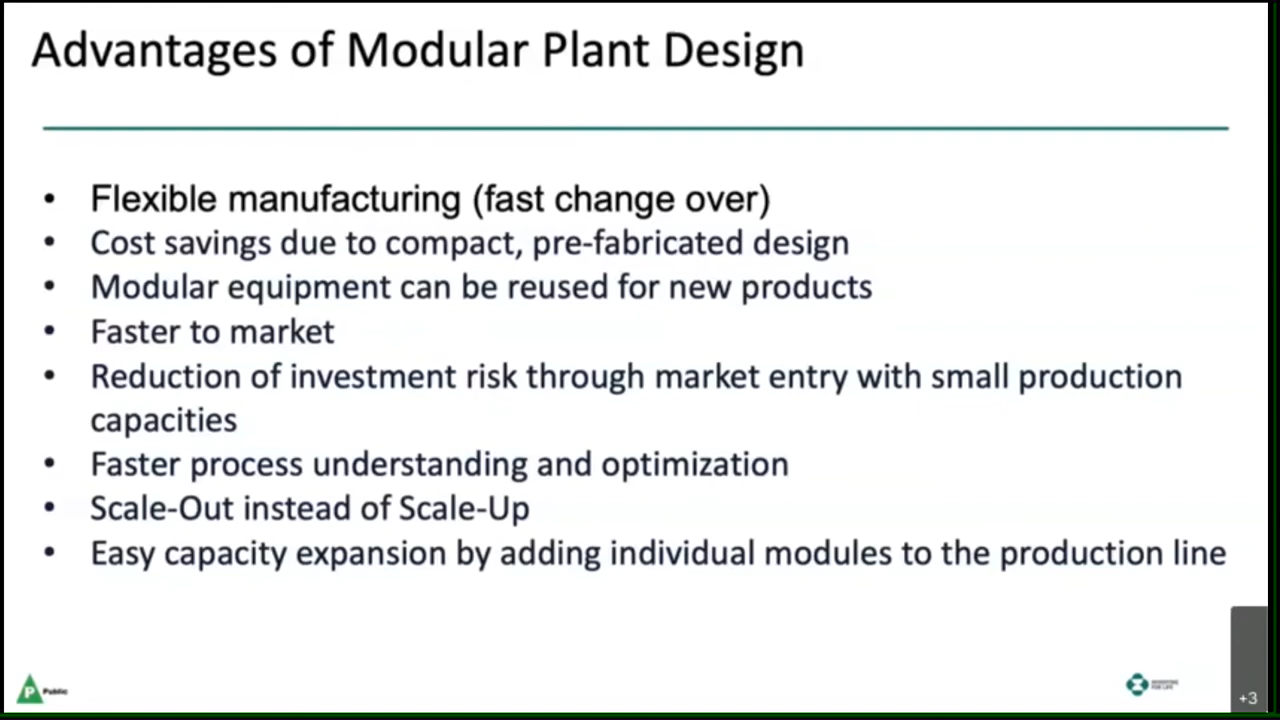 Advantages of Modular Plant Design
• Flexible manufacturing (fast change over)
• Cost savings due to compact, pre-fabricated design
• Modular equipment can be reused for new products
• Faster to market
• Reduction of investment risk through market entry with small production
capacities
• Faster process understanding and optimization
• Scale-Out instead of Scale-Up
• Easy capacity expansion by adding individual modules to the production line
P Public
+3